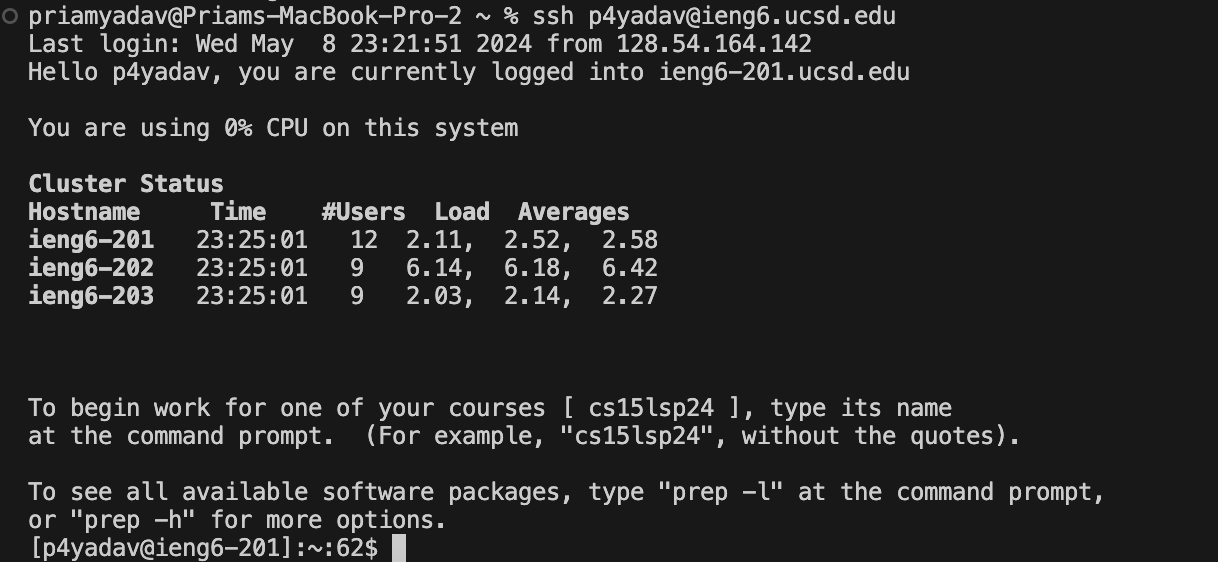 priamyadav@Priams-MacBook-Pro-2 ~ % ssh p4yadav@ieng6.ucsd.edu
Last login: Wed May  8 23:21:51 2024 from 128.54.164.142
Hello p4yadav, you are currently logged into ieng6-201.ucsd.edu
You are using 0% CPU on this system
Cluster Status
Hostname     Time    #Users  Load  Averages
ieng6-201   23:25:01   12  2.11,  2.52,  2.58
ieng6-202   23:25:01   9   6.14,  6.18,  6.42
ieng6-203   23:25:01   9   2.03,  2.14,  2.27
To begin work for one of your courses [ cs15lsp24 ], type its name
at the command prompt.  (For example, "cs15lsp24", without the quotes).
To see all available software packages, type "prep -l" at the command prompt,
or "prep -h" for more options.
[p4yadav@ieng6-201]:~:62$